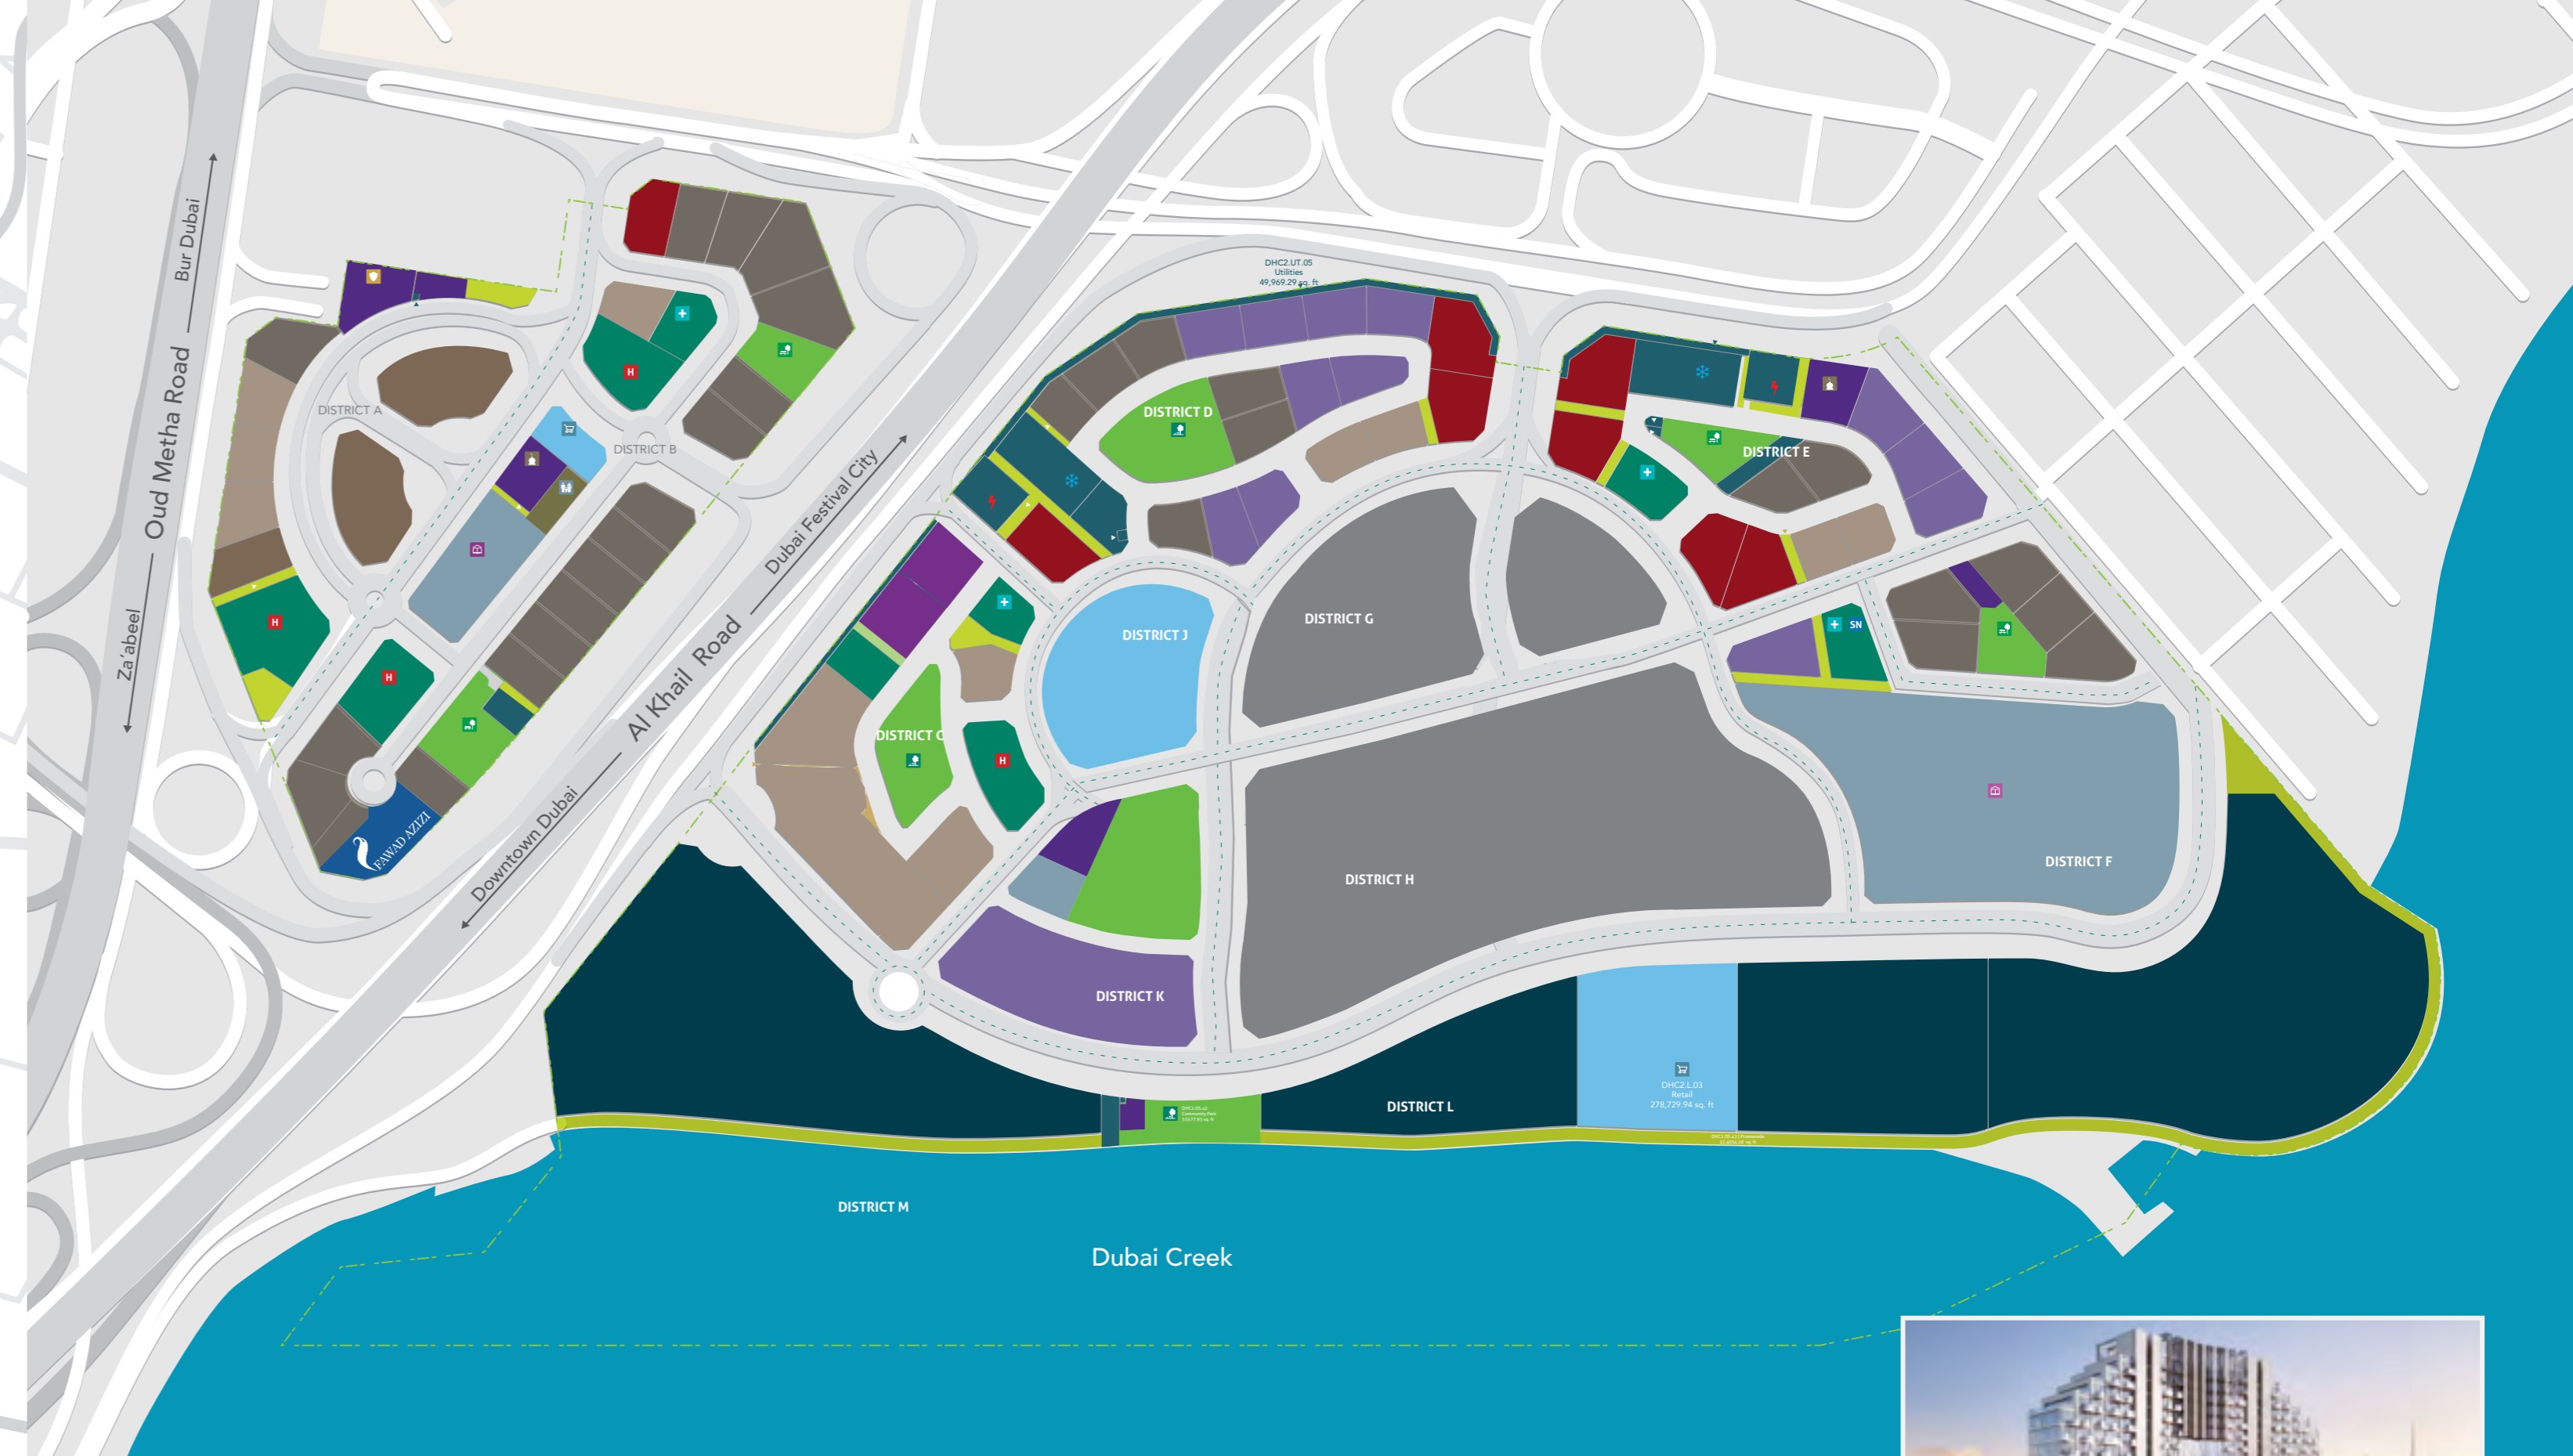 Bur Dubai
Oud Metha Road
Za'abeel
DHC2.UT.05
Utilities
49,969.29 sq. ft
DISTRICT A
DISTRICT B
DISTRICT D
DISTRICT E
Dubai Festival City
Al Khail Road
Downtown Dubai
H
H
H
H
SN
DISTRICT G
DISTRICT J
DISTRICT C
FAWAD AZIZI
DISTRICT H
DISTRICT F
DISTRICT K
DHC2.L.03
Retail
278,729.94 sq. ft
DISTRICT L
Community Park
DISTRICT M
Dubai Creek